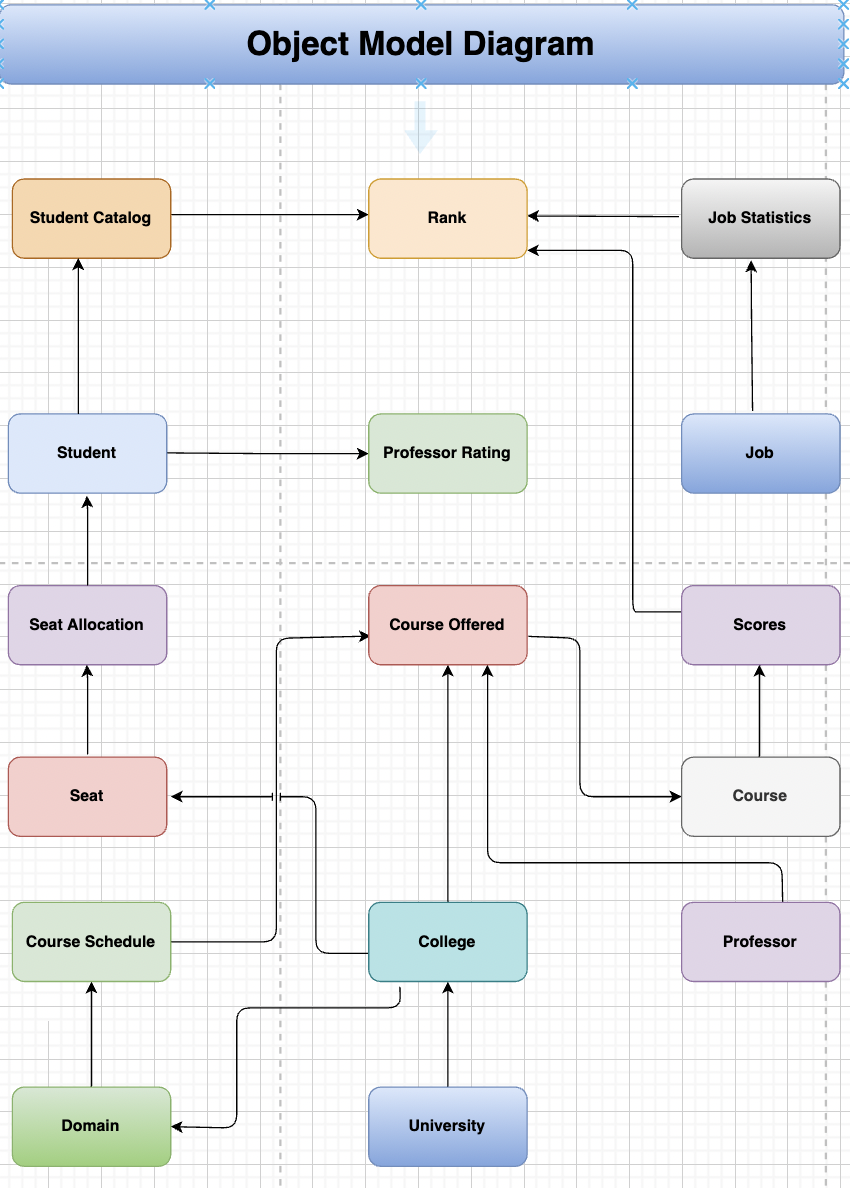 Object Model Diagram
Student Catalog
Rank
Job Statistics
Student
Professor Rating
Job
Seat Allocation
Course Offered
Scores
Seat
Course
Course Schedule
College
Professor
Domain
University